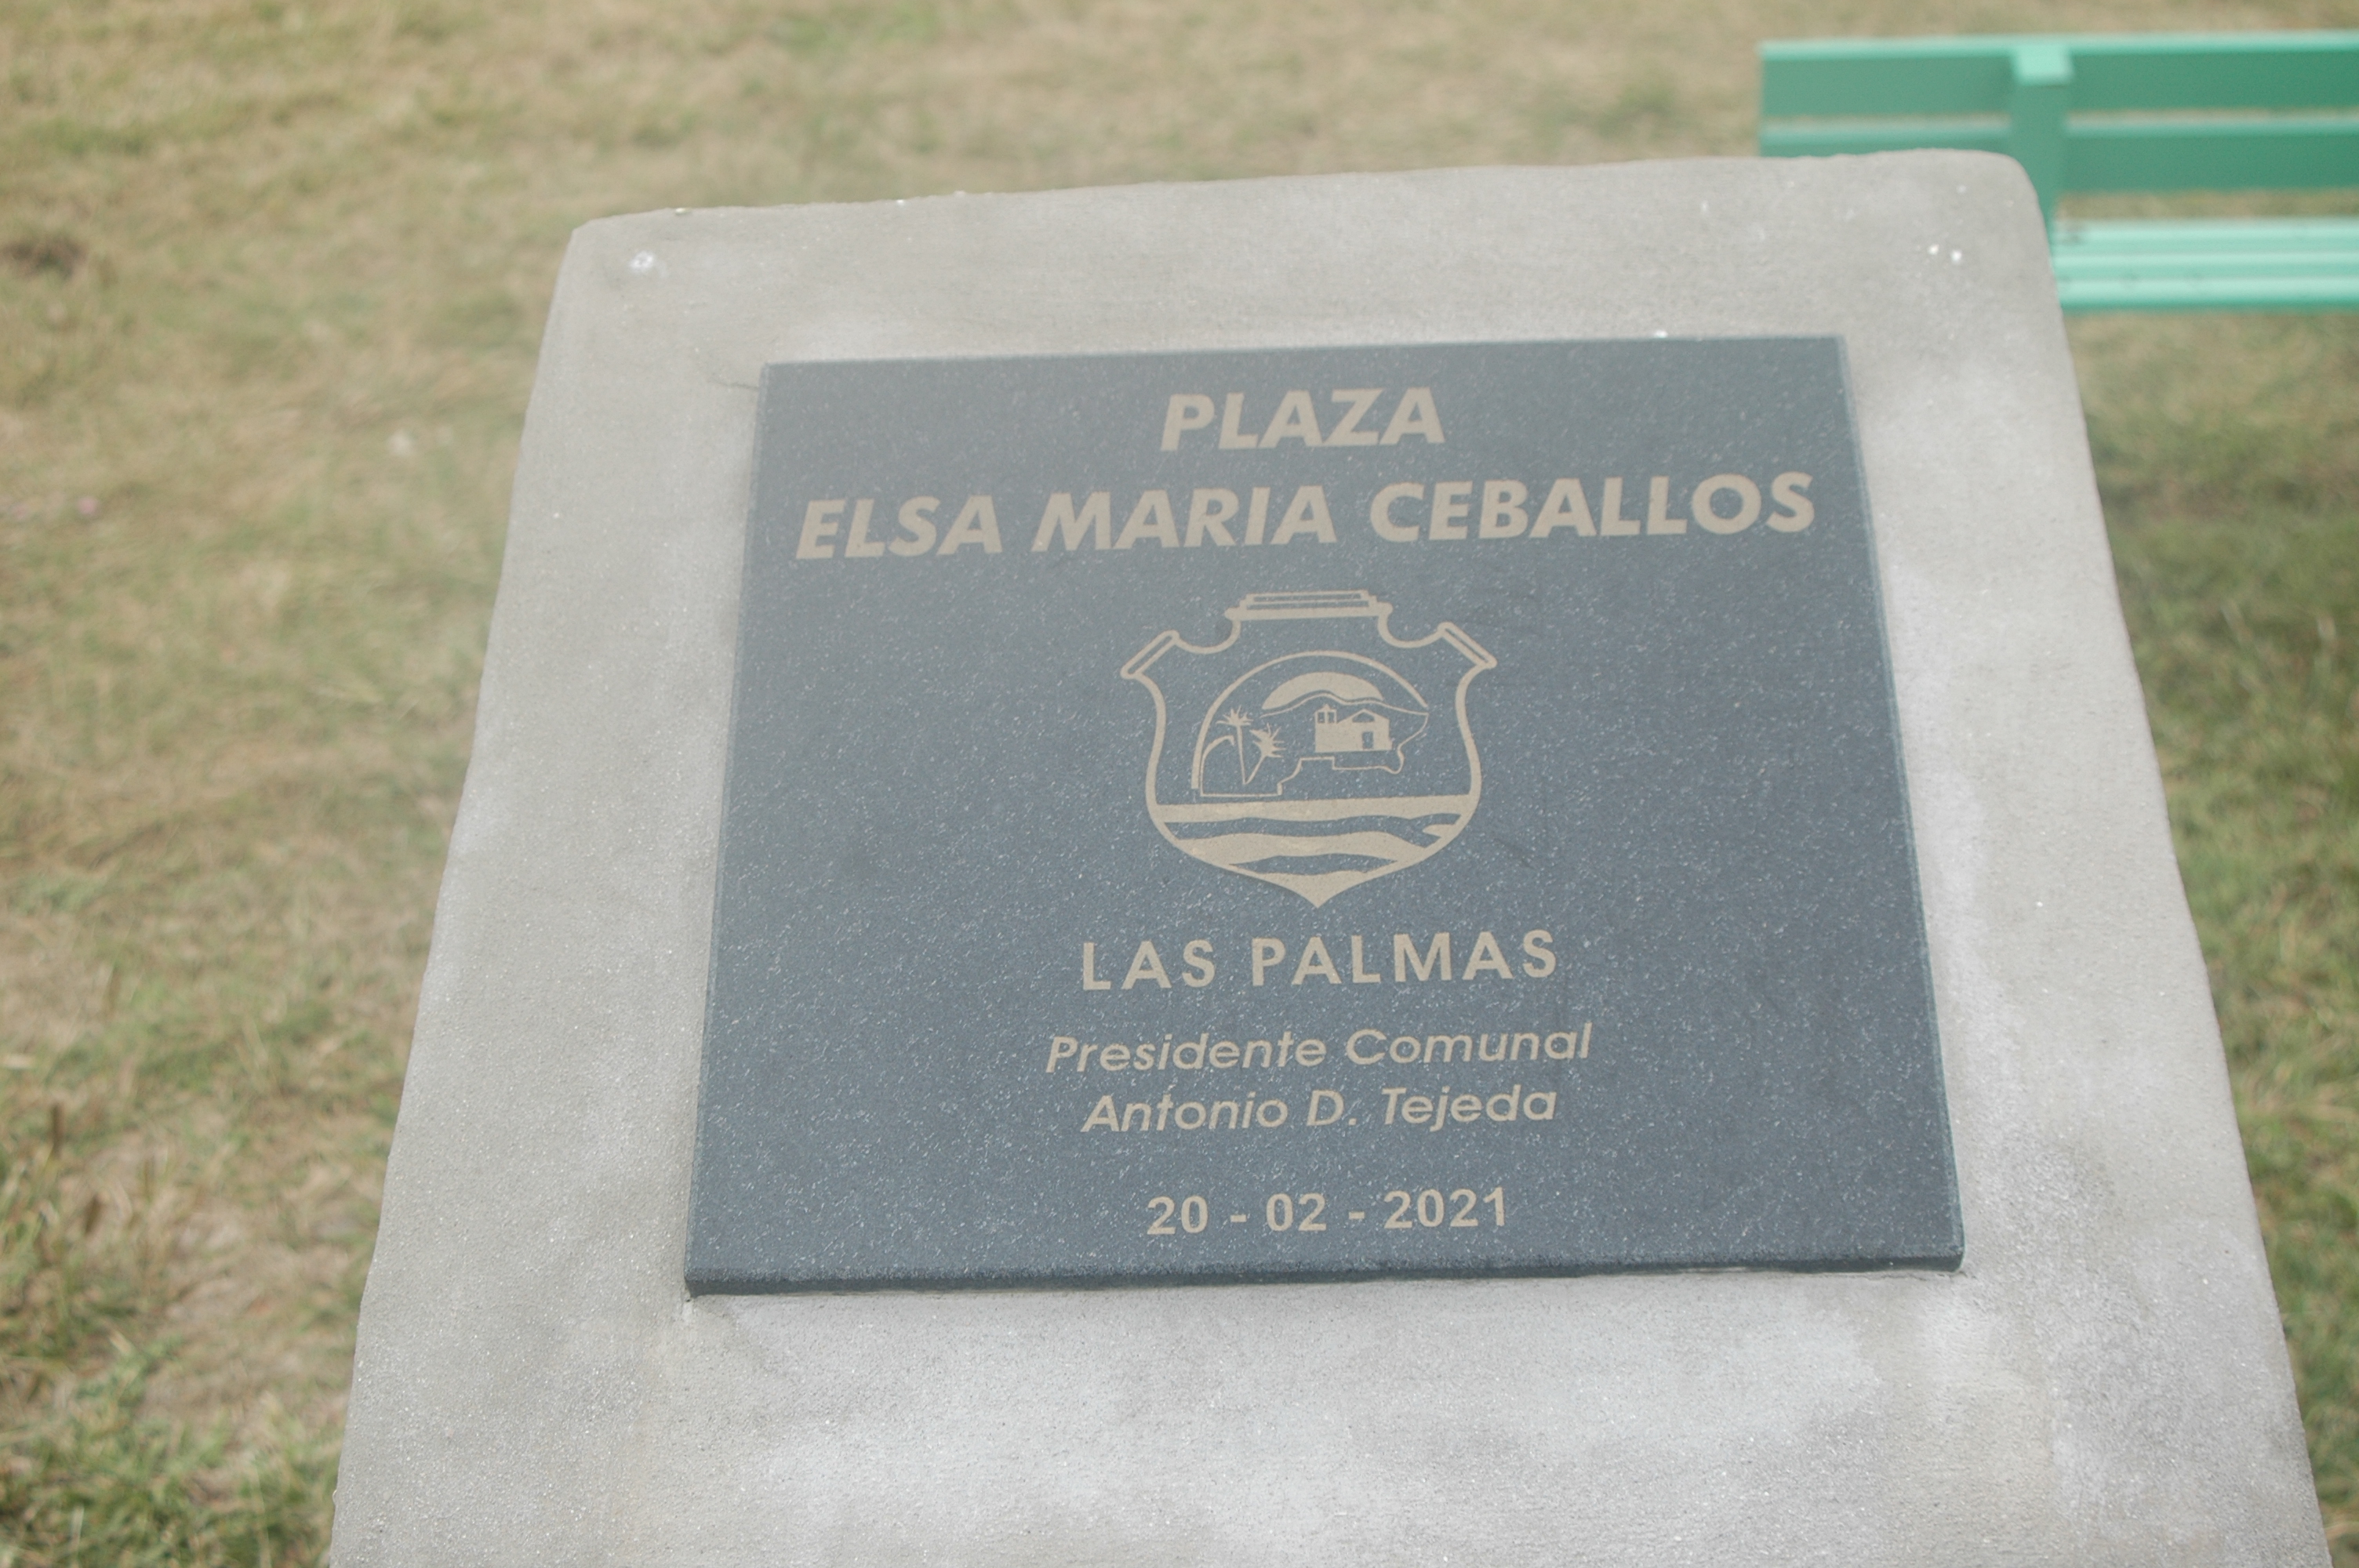 PLAZA
ELSA MARIA CEBALLOS
LAS PALMAS
Presidente Comunal
Antonio D. Tejeda
20 - 02 - 2021